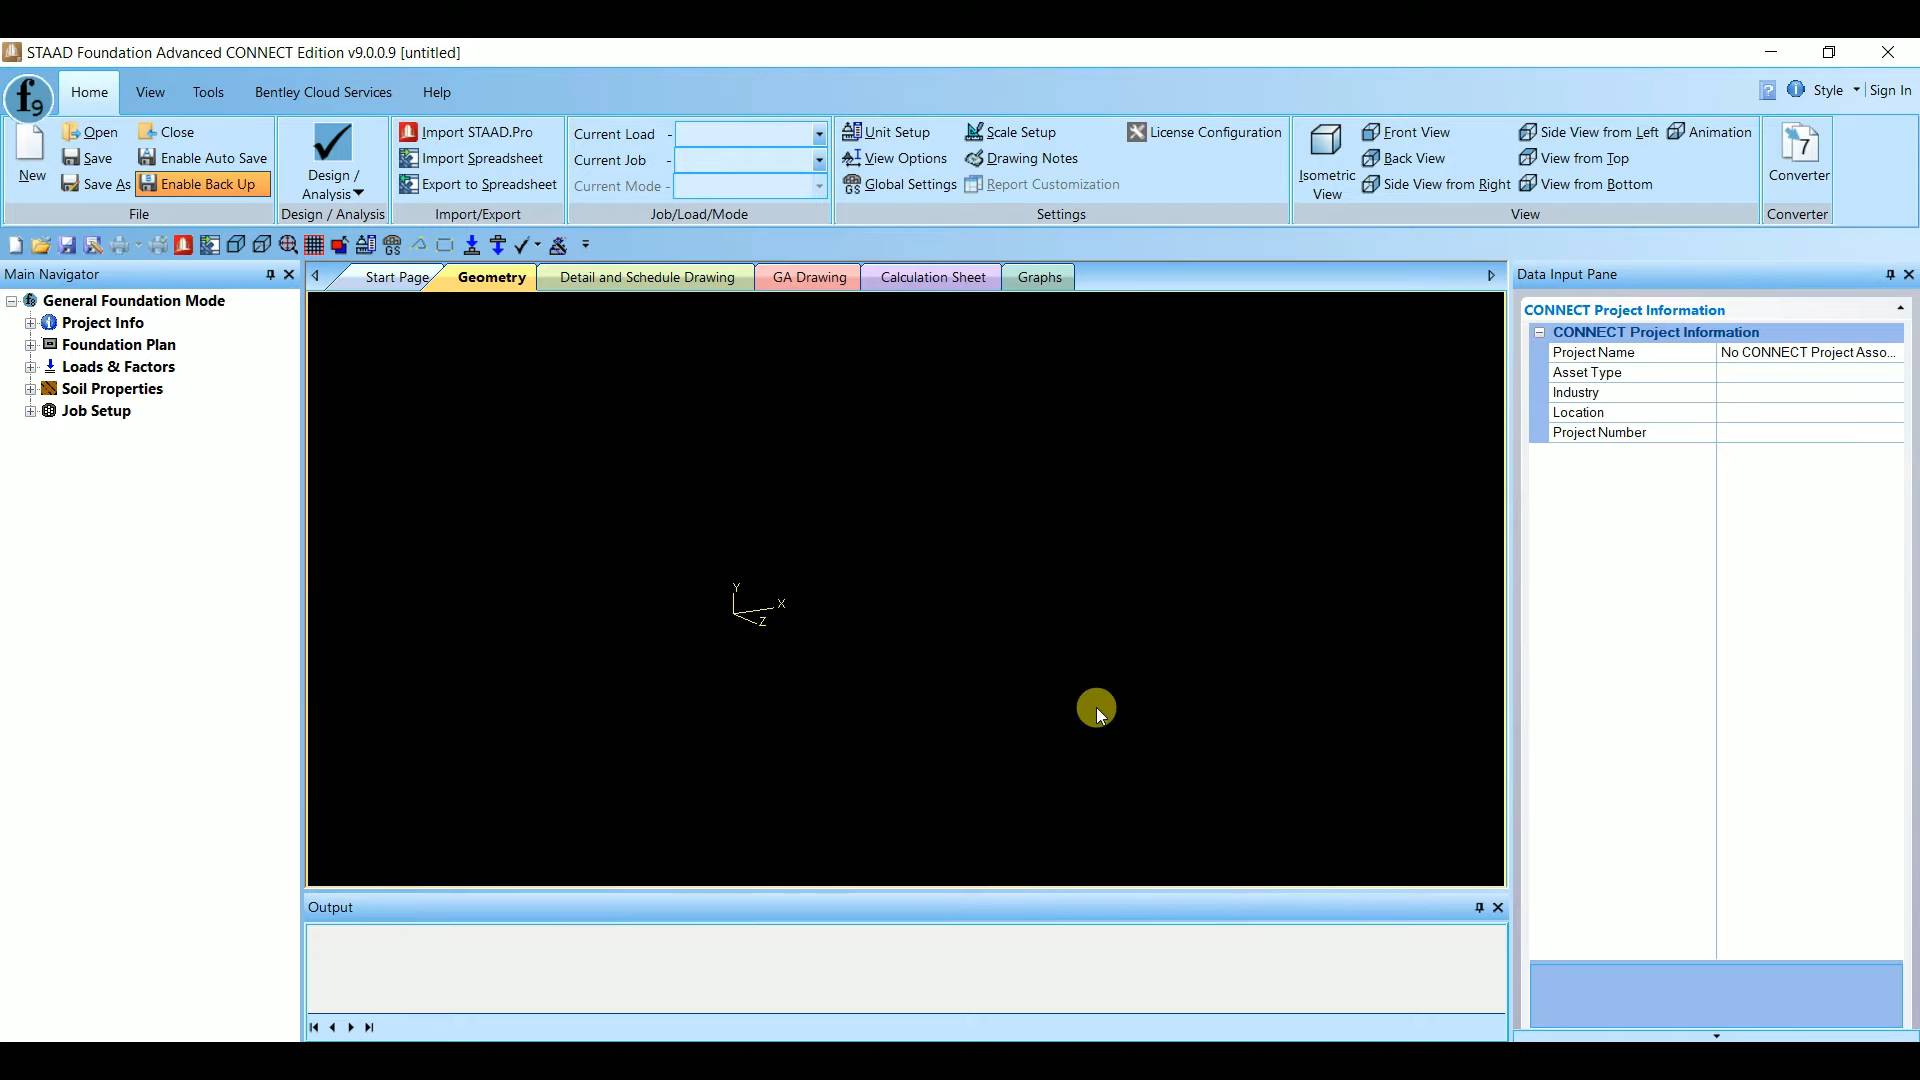 STAAD Foundation Advanced CONNECT Edition v9.0.0.9 [untitled]
f9
Home View Tools Bentley Cloud Services Help
Style Sign In
New
Open
Save
Save As
Close
Enable Auto Save
Enable Back Up
File
Design /
Analysis
Design / Analysis
Import STAAD.Pro
Import Spreadsheet
Export to Spreadsheet
Import/Export
Current Load -
Current Job -
Current Mode -
Job/Load/Mode
Unit Setup
View Options
Global Settings
Scale Setup
Drawing Notes
Report Customization
License Configuration
Settings
Isometric
View
Front View
Back View
Side View from Right
Side View from Left
View from Top
View from Bottom
Animation
View
7
Converter
Converter
Main Navigator
General Foundation Mode
Project Info
Foundation Plan
Loads & Factors
Soil Properties
Job Setup
Start Page Geometry Detail and Schedule Drawing GA Drawing Calculation Sheet Graphs
Y
X
Z
Output
Data Input Pane
CONNECT Project Information
CONNECT Project Information
Project Name No CONNECT Project Asso...
Asset Type
Industry
Location
Project Number